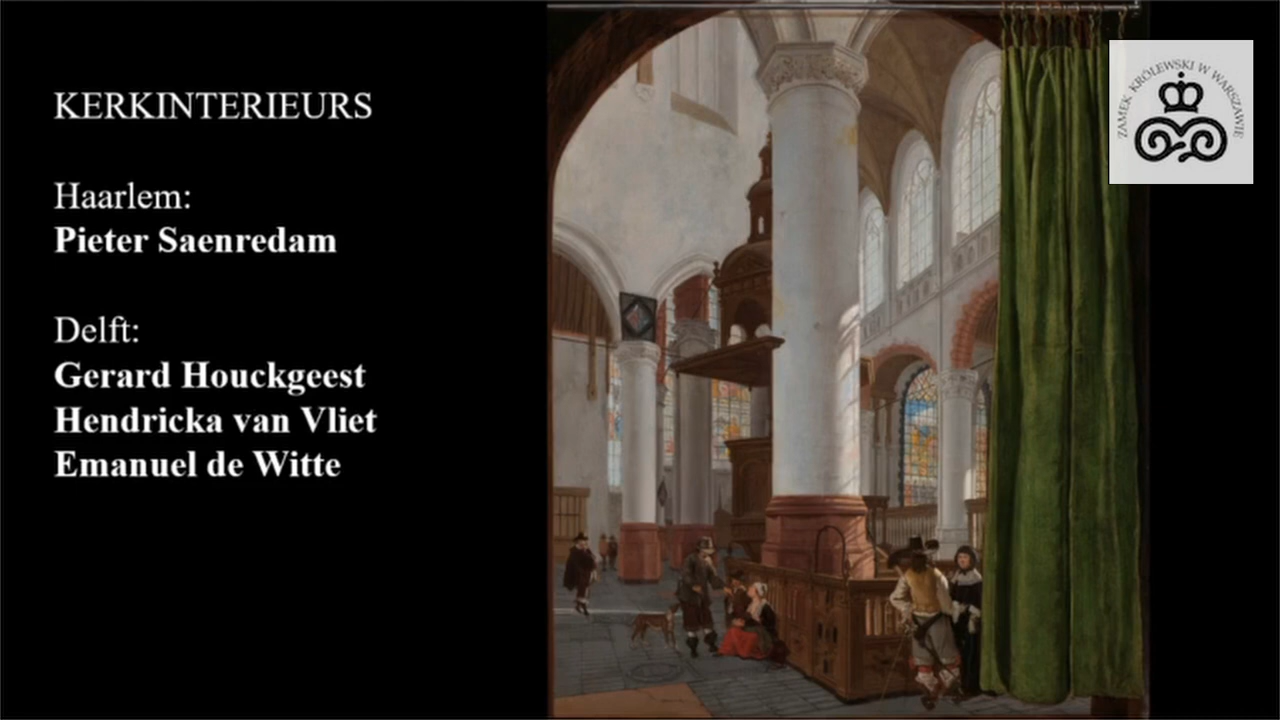 KERKINTERIEURS
Haarlem:
Pieter Saenredam
Delft:
Gerard Houckgeest
Hendricka van Vliet
Emanuel de Witte
ZAMEK KRÓLEWSKI W WARSZAWIE